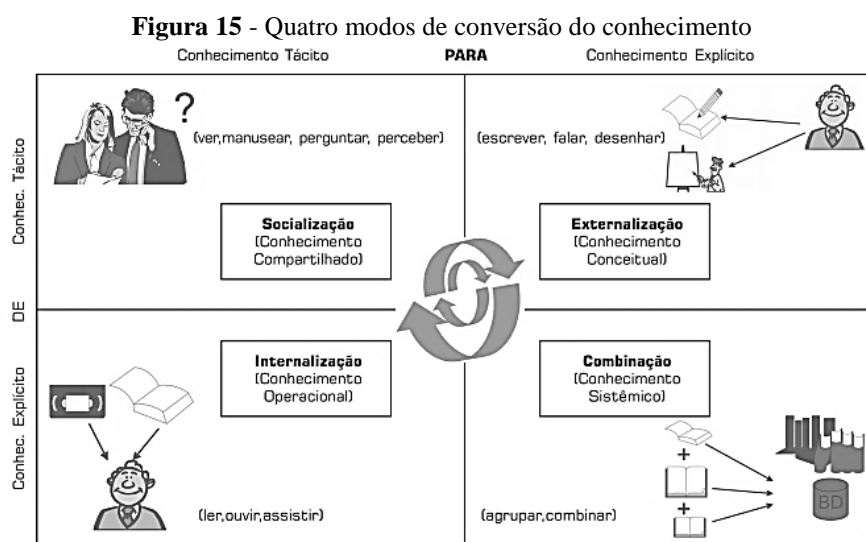 Figura 15 - Quatro modos de conversão do conhecimento
Conhecimento Tácito PARA Conhecimento Explícito
Conhec. Tácito
?
(ver,manusear, perguntar, perceber)
(escrever, falar, desenhar)
Socialização
(Conhecimento
Compartilhado)
Externalização
(Conhecimento
Conceitual)
DE
Conhec. Explícito
Internalização
(Conhecimento
Operacional)
Combinação
(Conhecimento
Sistêmico)
+
+
BD
(ler,ouvir,assistir)
(agrupar,combinar)